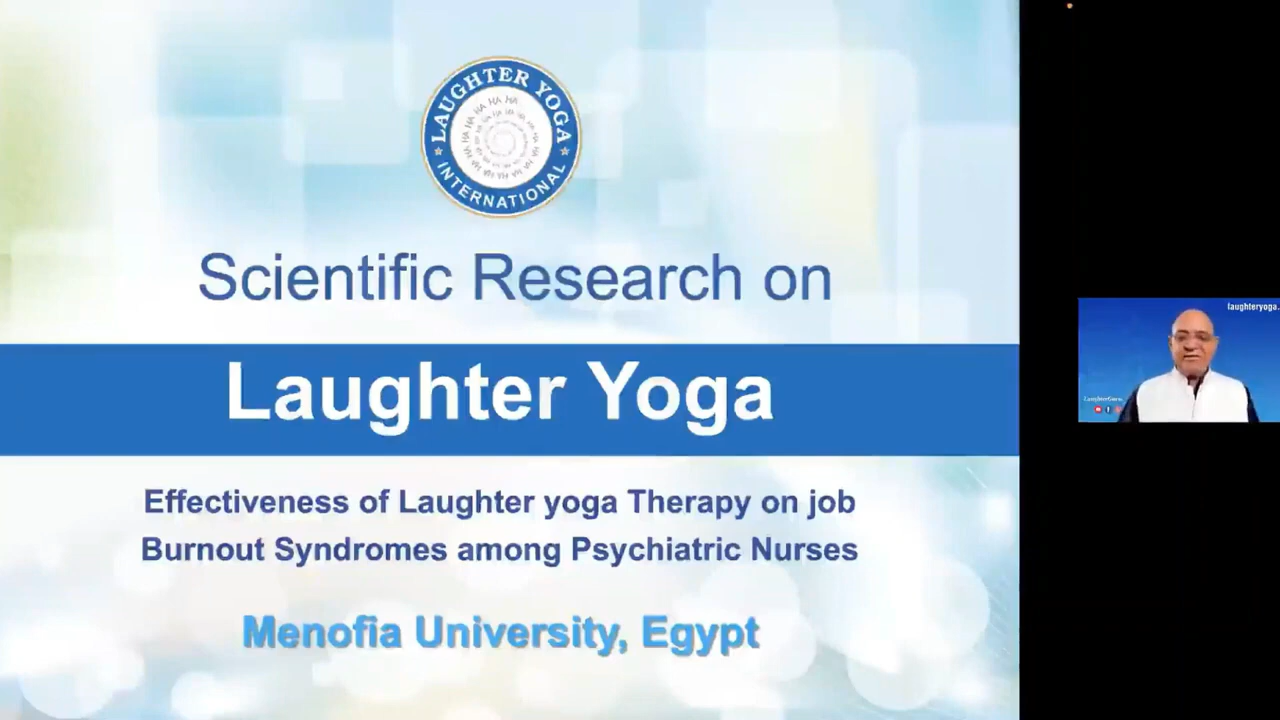 LAUGHTER YOGA
INTERNATIONAL
Scientific Research on
Laughter Yoga
Effectiveness of Laughter yoga Therapy on job
Burnout Syndromes among Psychiatric Nurses
Menofia University, Egypt
laughteryoga.